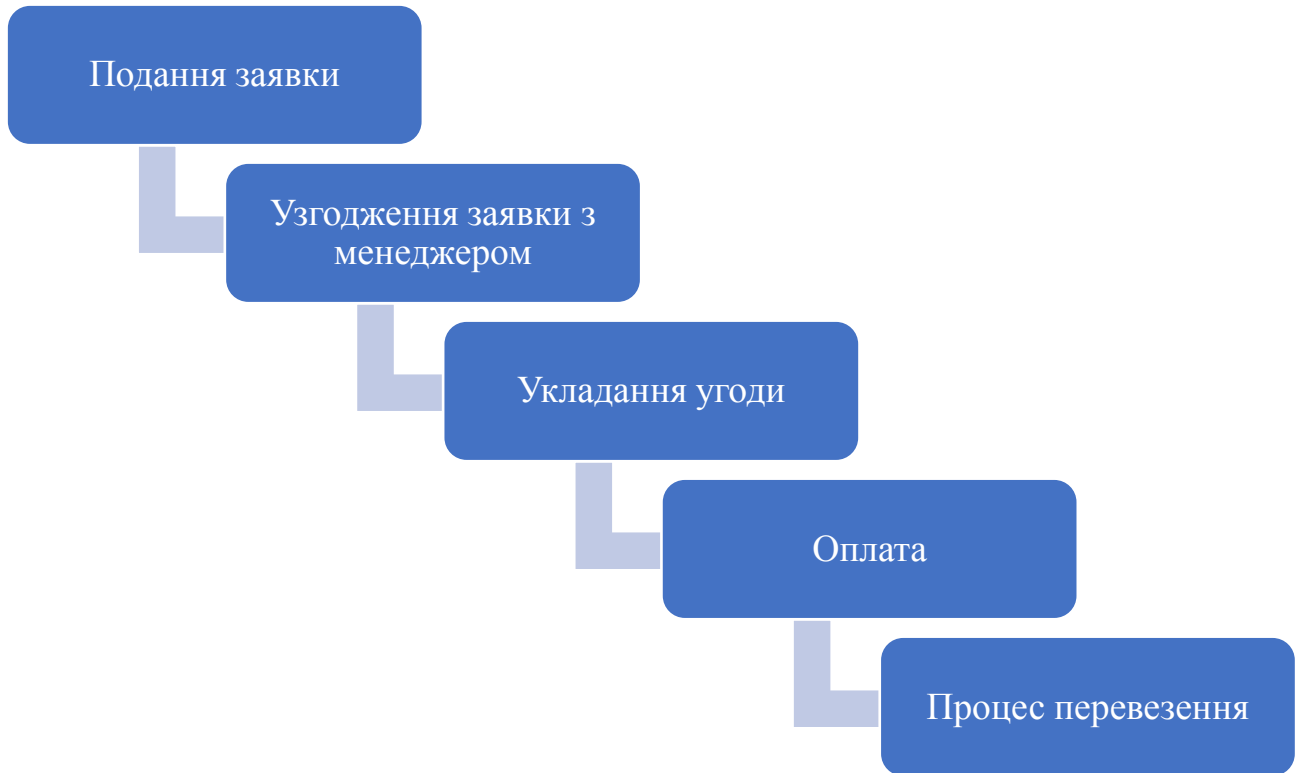 Подання заявки
Узгодження заявки з
менеджером
Укладання угоди
Оплата
Процес перевезення